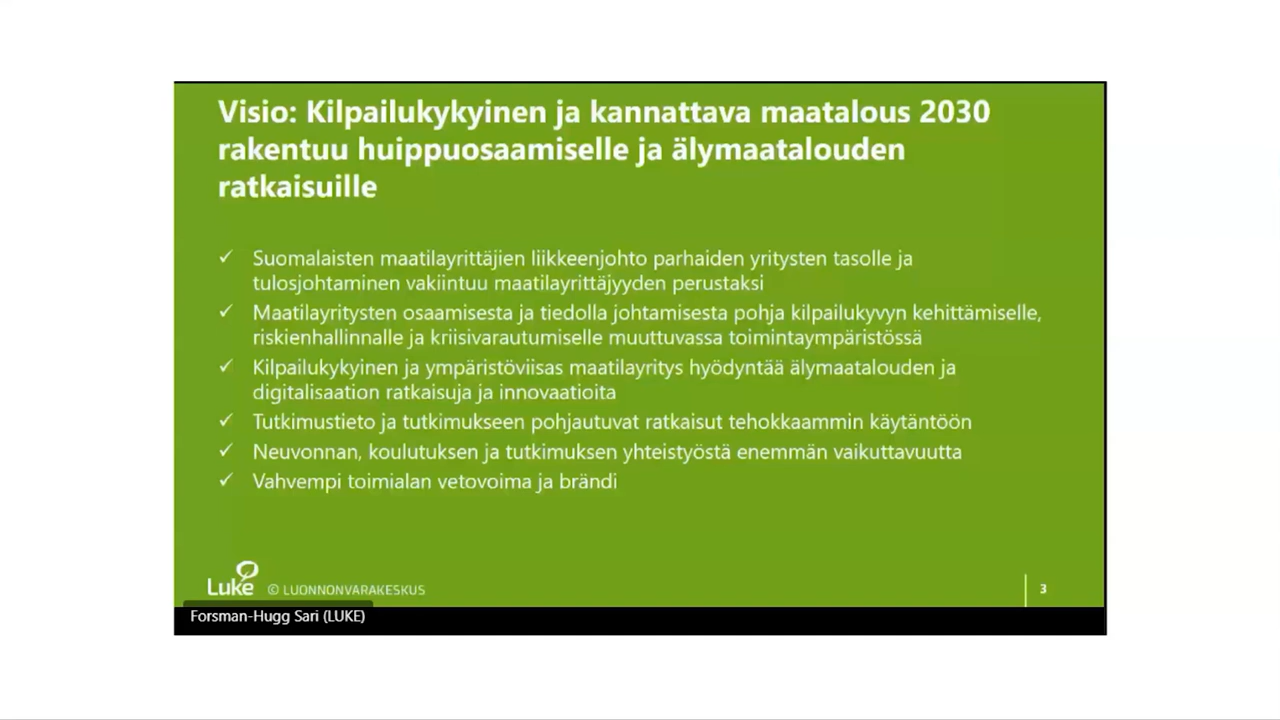 Visio: Kilpailukykyinen ja kannattava maatalous 2030
rakentuu huippuosaamiselle ja älymaatalouden
ratkaisuille
✓ Suomalaisten maatilayrittäjien liikkeenjohto parhaiden yritysten tasolle ja
tulosjohtaminen vakiintuu maatilayrittäjyyden perustaksi
✓ Maatilayritysten osaamisesta ja tiedolla johtamisesta pohja kilpailukyvyn kehittämiselle,
riskienhallinnalle ja kriisivarautumiselle muuttuvassa toimintaympäristössä
✓ Kilpailukykyinen ja ympäristöviisas maatilayritys hyödyntää älymaatalouden ja
digitalisaation ratkaisuja ja innovaatioita
✓ Tutkimustieto ja tutkimukseen pohjautuvat ratkaisut tehokkaammin käytäntöön
✓ Neuvonnan, koulutuksen ja tutkimuksen yhteistyöstä enemmän vaikuttavuutta
✓ Vahvempi toimialan vetovoima ja brändi
Luke © LUONNONVARAKESKUS 3
Forsman-Hugg Sari (LUKE)